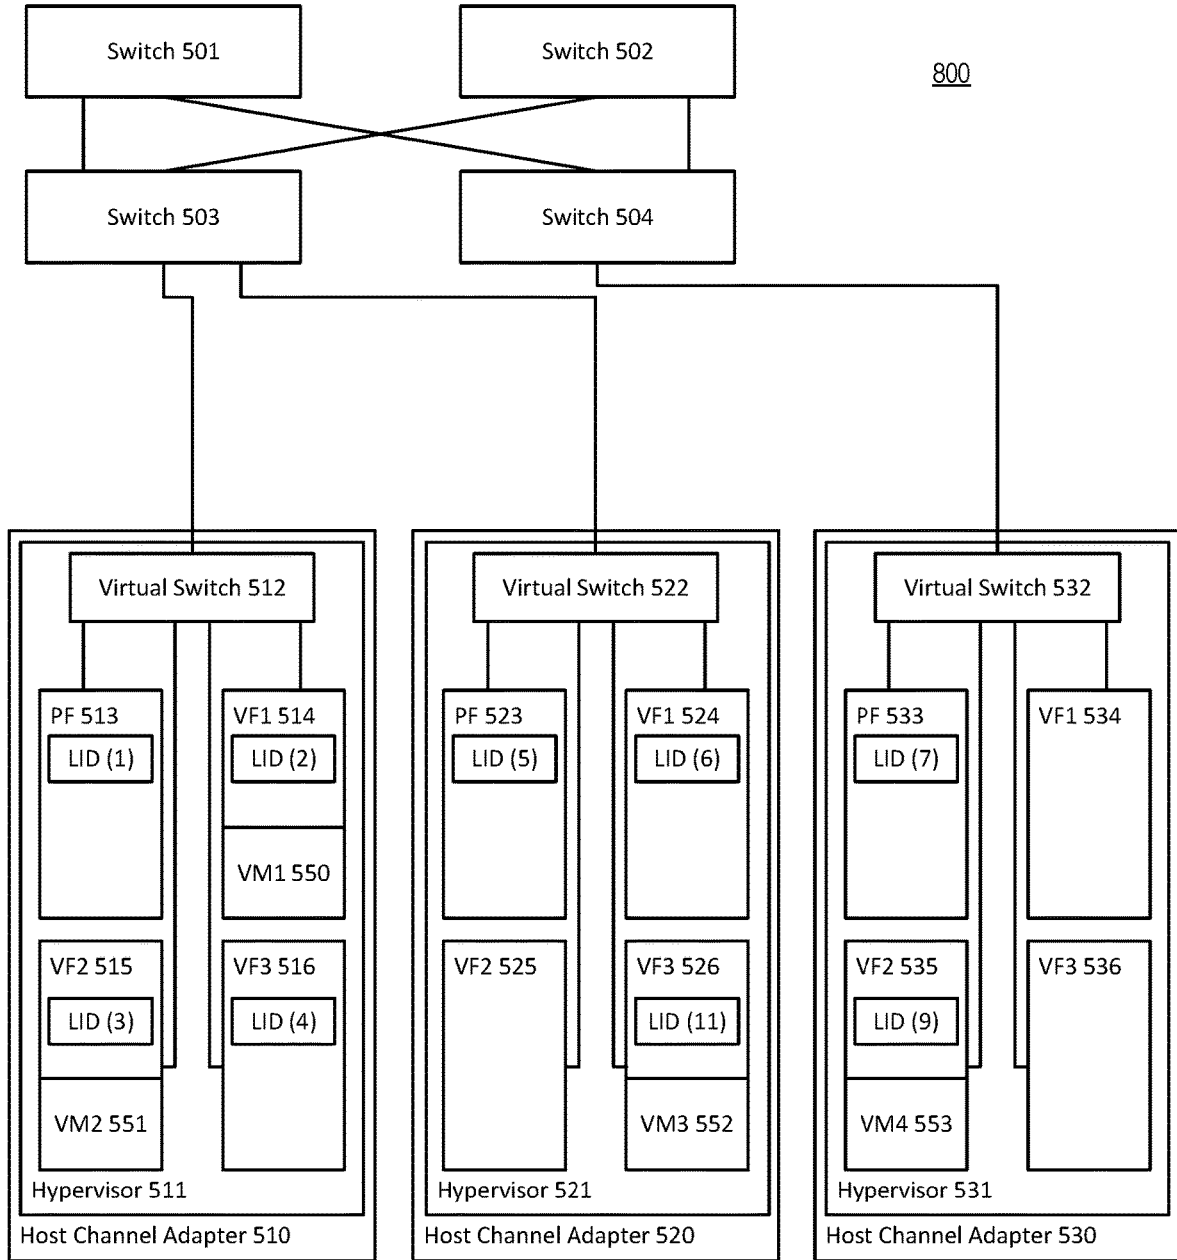 Switch 501
Switch 502
800
Switch 503
Switch 504
Virtual Switch 512
Virtual Switch 522
Virtual Switch 532
PF 513
LID (1)
VF1 514
LID (2)
VM1 550
VF2 515
LID (3)
VM2 551
VF3 516
LID (4)
Hypervisor 511
Host Channel Adapter 510
PF 523
LID (5)
VF1 524
LID (6)
VF2 525
VF3 526
LID (11)
VM3 552
Hypervisor 521
Host Channel Adapter 520
PF 533
LID (7)
VF1 534
VF2 535
LID (9)
VM4 553
VF3 536
Hypervisor 531
Host Channel Adapter 530